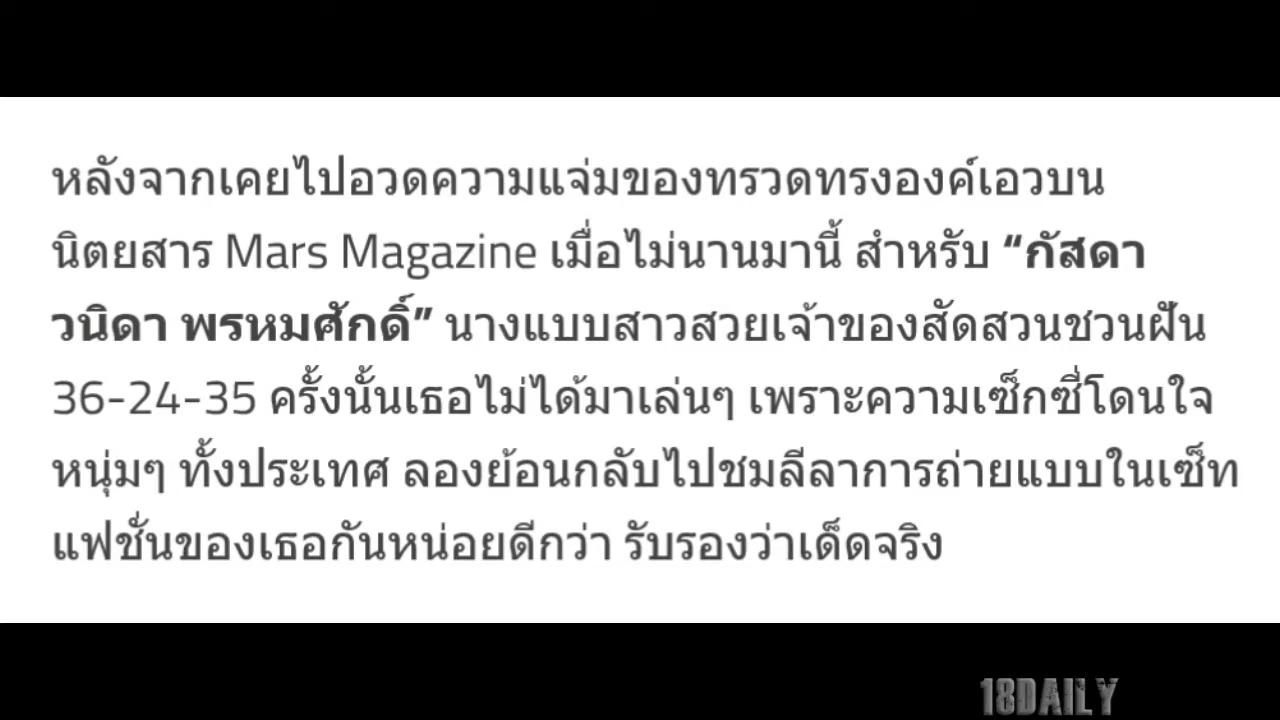 หลังจากเคยไปอวดความแจ่มของทรวดทรงองค์เอวบน
นิตยสาร Mars Magazine เมื่อไม่นานมานี้ สำหรับ “กัสดา
วนิดา พรหมศักดิ์” นางแบบสาวสวยเจ้าของสัดสวนชวนฝัน
36-24-35 ครั้งนั้นเธอไม่ได้มาเล่นๆ เพราะความเซ็กซี่โดนใจ
หนุ่มๆ ทั้งประเทศ ลองย้อนกลับไปชมลีลาการถ่ายแบบในเซ็ท
แฟชั่นของเธอกันหน่อยดีกว่า รับรองว่าเด็ดจริง
18DAILY